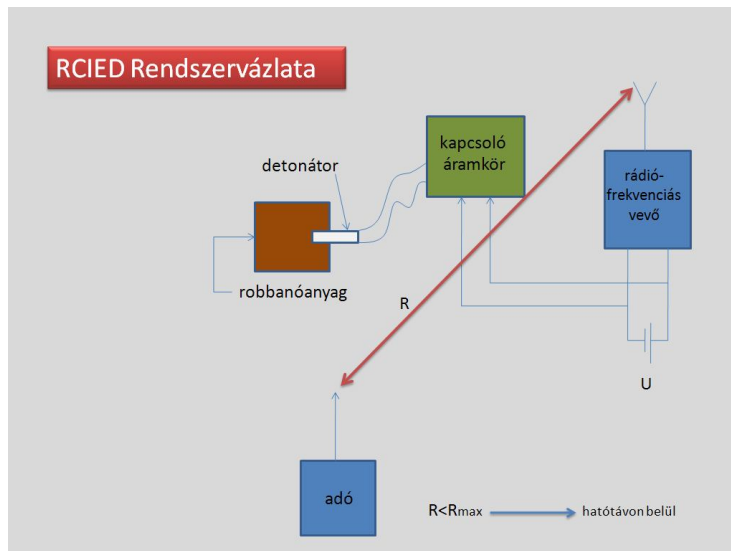 RCIED Rendszervázlata
kapcsoló
áramkör
detonátor
rádió-
frekvenciás
vevő
robbanóanyag
R
U
adó
R<Rmax
hatótávon belül